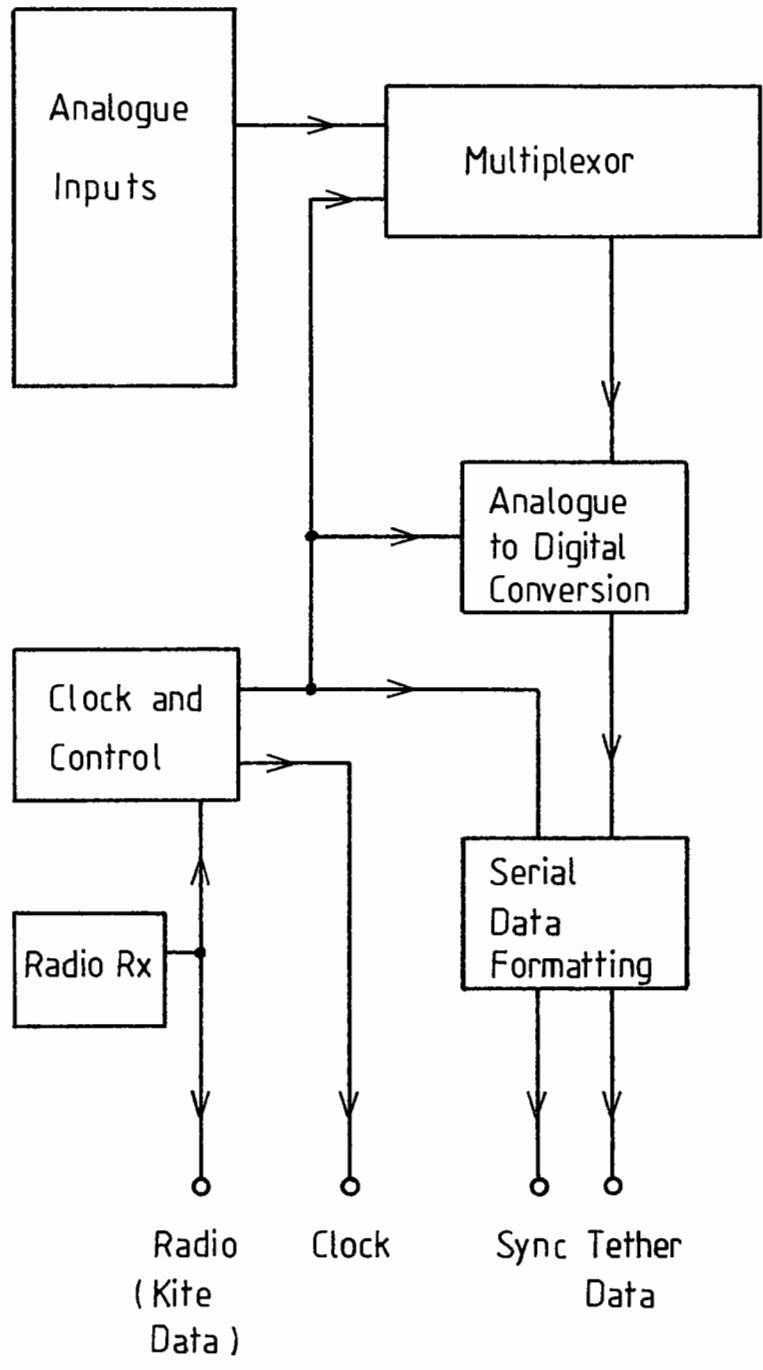 Analogue
Inputs
Multiplexor
Analogue
to Digital
Conversion
Clock and
Control
Radio Rx
Serial
Data
Formatting
Radio
(Kite
Data)
Clock
Sync
Tether
Data